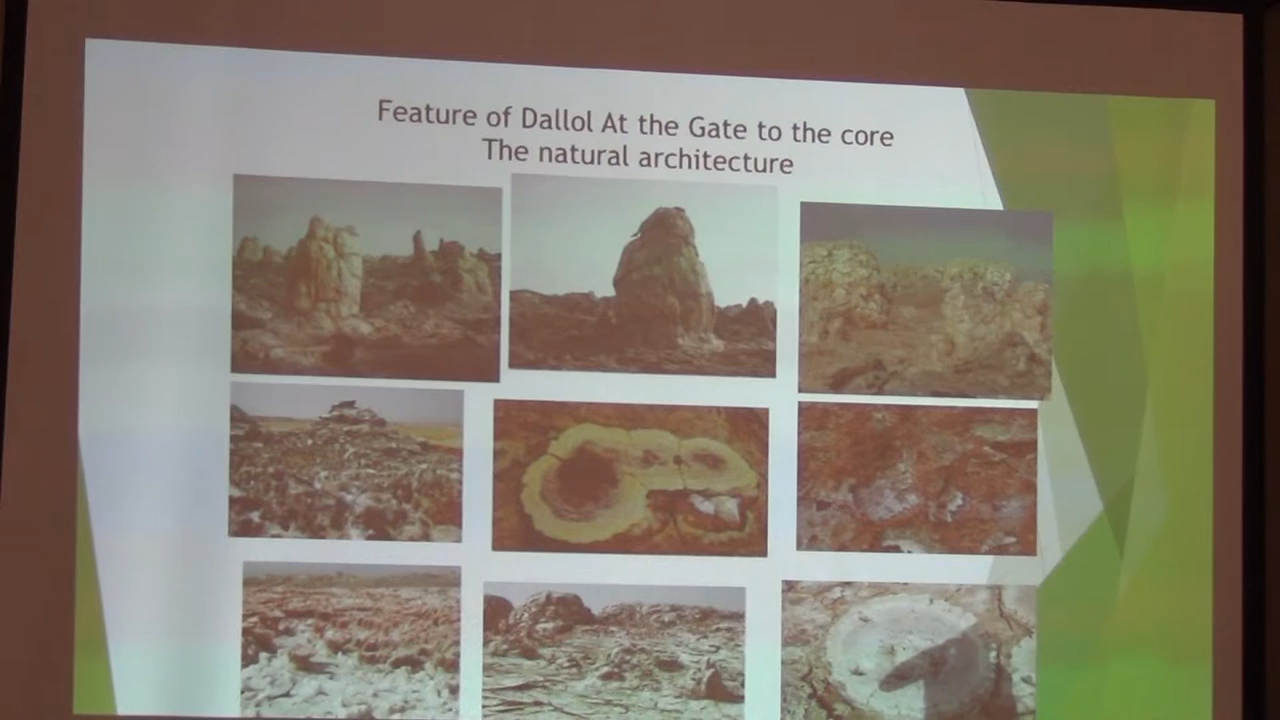 Feature of Dallol At the Gate to the core
The natural architecture